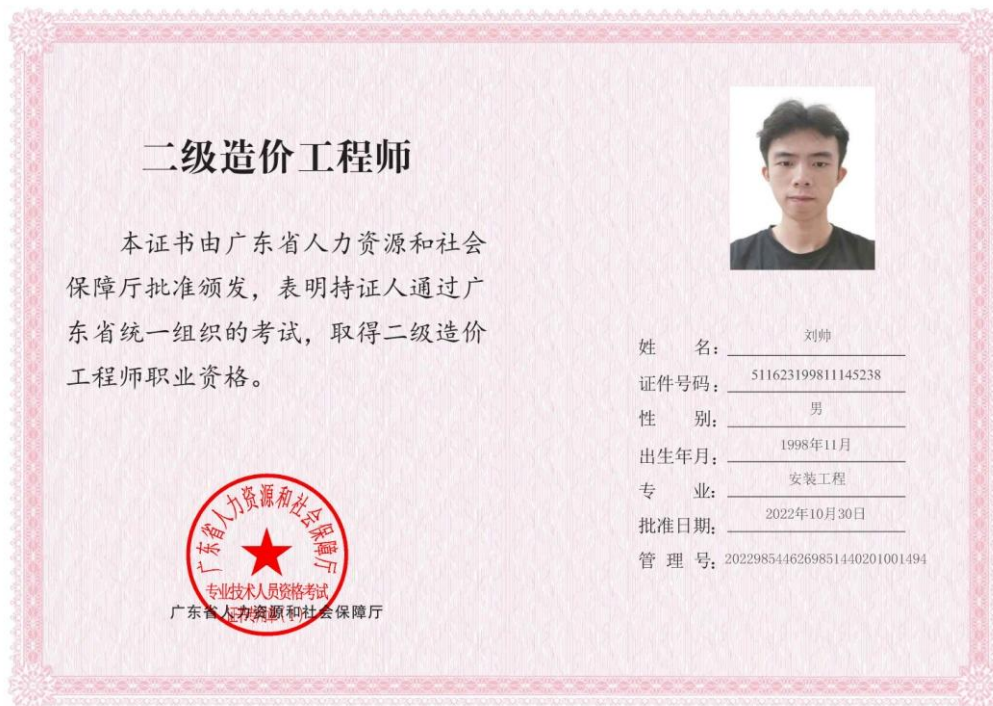 二级造价工程师
本证书由广东省人力资源和社会
保障厅批准颁发，表明持证人通过广
东省统一组织的考试，取得二级造价
工程师职业资格。
广东省人力资源和社会保障厅
专业技术人员资格考试
广东省人力资源和社会保障厅
姓 名：刘帅
证件号码：511623199811145238
性 别：男
出生年月：1998年11月
专 业：安装工程
批准日期：2022年10月30日
管 理 号：2022985446269851440201001494